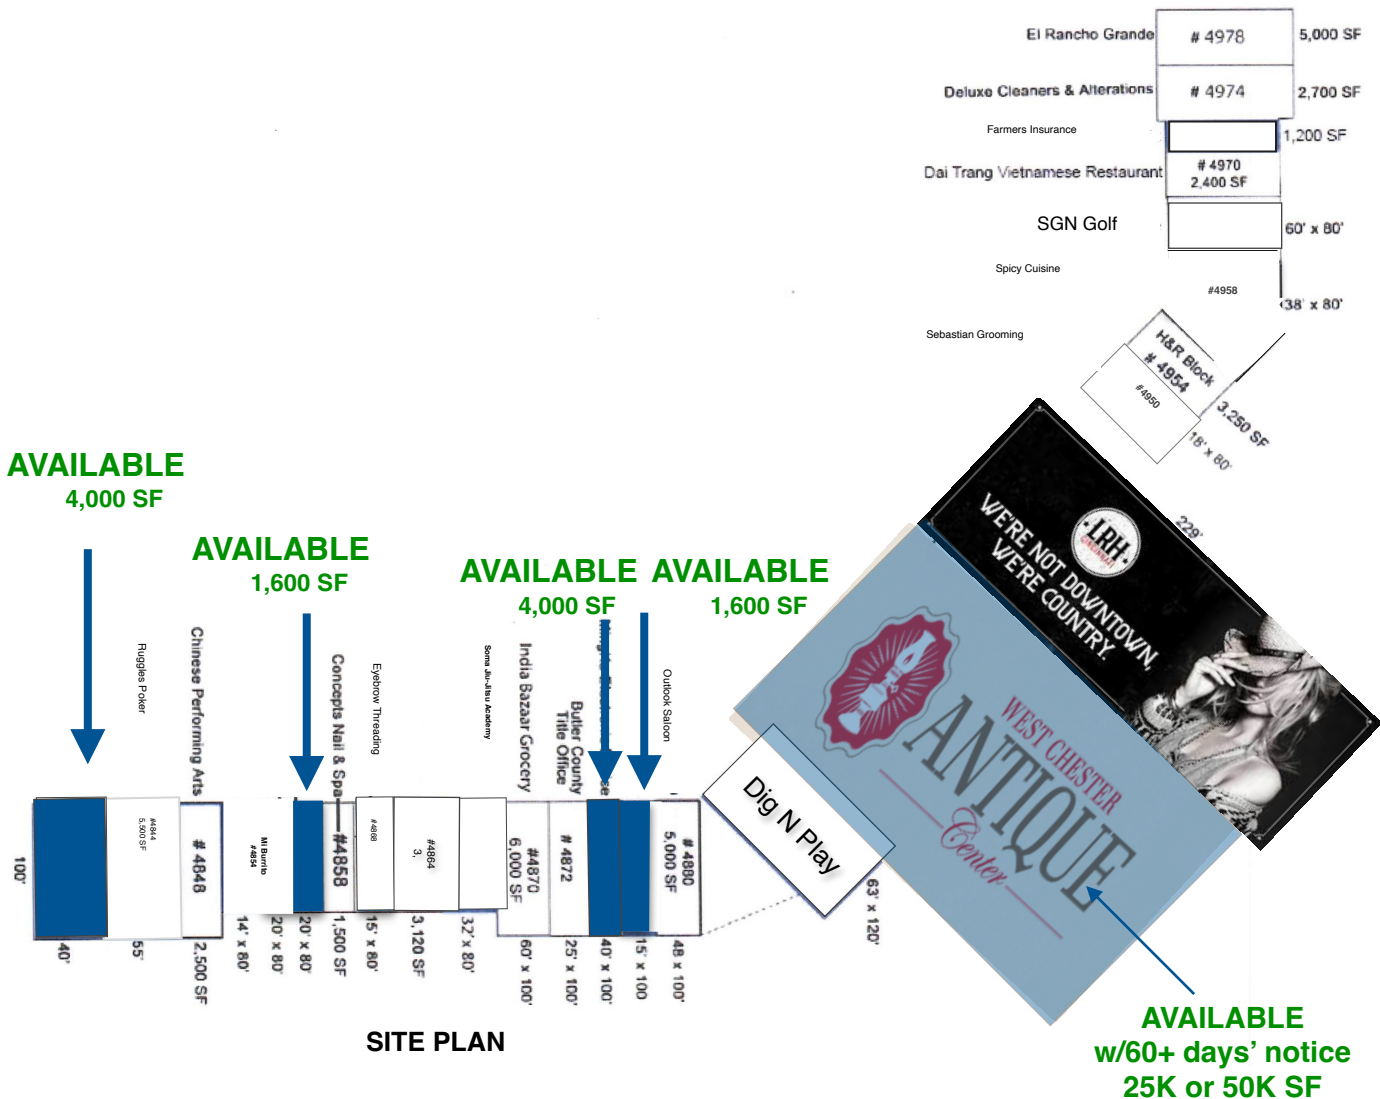 El Rancho Grande
# 4978
5,000 SF
Deluxe Cleaners & Alterations
# 4974
2,700 SF
Farmers Insurance
1,200 SF
Dai Trang Vietnamese Restaurant
# 4970
2,400 SF
SGN Golf
60' x 80'
Spicy Cuisine
#4958
38' x 80'
Sebastian Grooming
H&R Block
# 4954
3,250 SF
#4950
18' x 80'
229'
LRH
CINCINNATI
WE'RE NOT DOWNTOWN,
WE'RE COUNTRY.
WEST CHESTER
ANTIQUE
Center
Dig N Play
63' x 120'
AVAILABLE
4,000 SF
AVAILABLE
1,600 SF
AVAILABLE
4,000 SF
AVAILABLE
1,600 SF
Ruggles Poker
Chinese Performing Arts
Concepts Nail & Spa
Eyebrow Threading
Soma Jiu-Jitsu Academy
India Bazaar Grocery
Butler County
Title Office
Outlook Saloon
#4844
5,500 SF
# 4848
Mi Burrito
#4854
#4858
#4868
#4864
3,
#4870
6,000 SF
# 4872
# 4880
5,000 SF
100'
40'
55'
2,500 SF
14' x 80'
20' x 80'
20' x 80'
1,500 SF
15' x 80'
3,120 SF
32' x 80'
60' x 100'
25' x 100'
40' x 100'
15' x 100
48 x 100'
SITE PLAN
AVAILABLE
w/60+ days' notice
25K or 50K SF